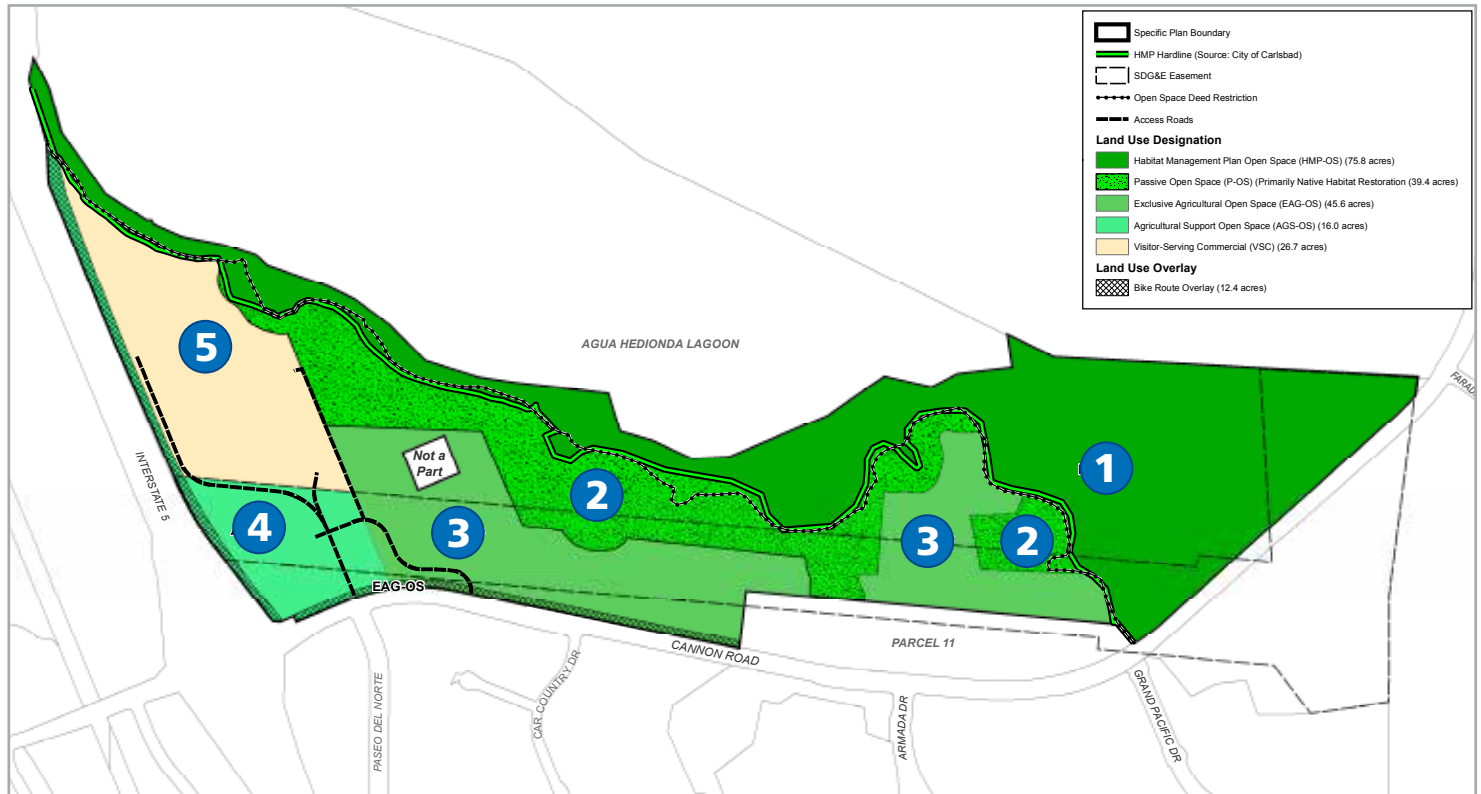 Specific Plan Boundary
HMP Hardline (Source: City of Carlsbad)
SDG&E Easement
Open Space Deed Restriction
Access Roads
Land Use Designation
Habitat Management Plan Open Space (HMP-OS) (75.8 acres)
Passive Open Space (P-OS) (Primarily Native Habitat Restoration (39.4 acres)
Exclusive Agricultural Open Space (EAG-OS) (45.6 acres)
Agricultural Support Open Space (AGS-OS) (16.0 acres)
Visitor-Serving Commercial (VSC) (26.7 acres)
Land Use Overlay
Bike Route Overlay (12.4 acres)
AGUA HEDIONDA LAGOON
5
Not a
Part
1
2
INTERSTATE 5
4
3
3
2
EAG-OS
CANNON ROAD
PARCEL 11
PASEO DEL NORTE
CAR COUNTRY DR
ARMADA DR
GRAND PACIFIC DR